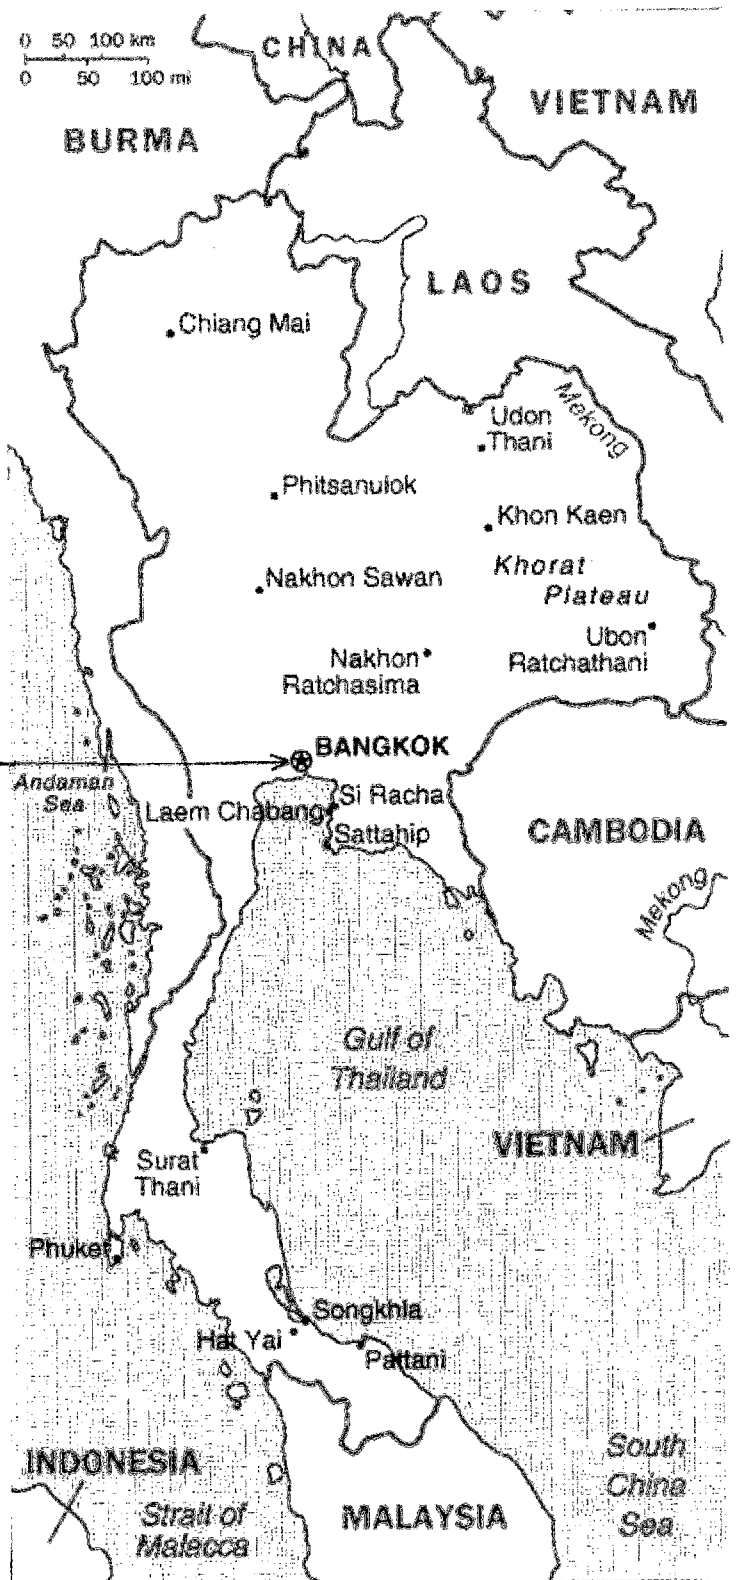 0 50 100 km
0 50 100 mi
CHINA
VIETNAM
BURMA
LAOS
Chiang Mai
Mekong
Udon
Thani
Phitsanulok
Khon Kaen
Nakhon Sawan
Khorat
Plateau
Ubon
Ratchathani
Nakhon
Ratchasima
BANGKOK
Andaman
Sea
Si Racha
Laem Chabang
Sattahip
CAMBODIA
Mekong
Gulf of
Thailand
VIETNAM
Surat
Thani
Phuket
Songkhla
Hat Yai
Pattani
INDONESIA
South
China
Sea
Strait of
Malacca
MALAYSIA